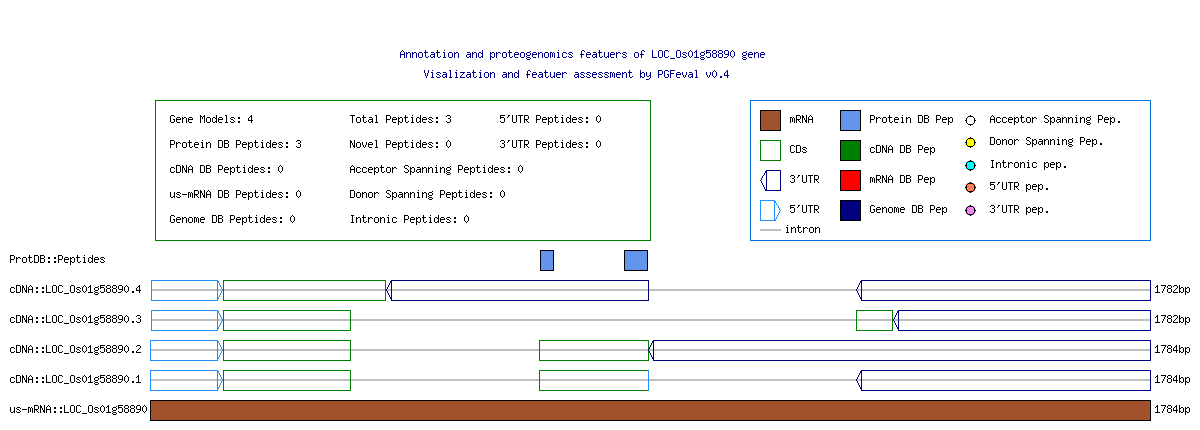 Annotation and proteogenomics featuers of LOC_Os01g58890 gene
Visalization and featuer assessment by PGFeval v0.4
Gene Models: 4 Total Peptides: 3 5'UTR Peptides: 0
Protein DB Peptides: 3 Novel Peptides: 0 3'UTR Peptides: 0
cDNA DB Peptides: 0 Acceptor Spanning Peptides: 0
us-mRNA DB Peptides: 0 Donor Spanning Peptides: 0
Genome DB Peptides: 0 Intronic Peptides: 0
mRNA Protein DB Pep Acceptor Spanning Pep.
CDs cDNA DB Pep Donor Spanning Pep.
3'UTR mRNA DB Pep Intronic pep.
5'UTR Genome DB Pep 5'UTR pep.
intron 3'UTR pep.
ProtDB::Peptides
cDNA::LOC_Os01g58890.4 1782bp
cDNA::LOC_Os01g58890.3 1782bp
cDNA::LOC_Os01g58890.2 1784bp
cDNA::LOC_Os01g58890.1 1784bp
us-mRNA::LOC_Os01g58890 1784bp